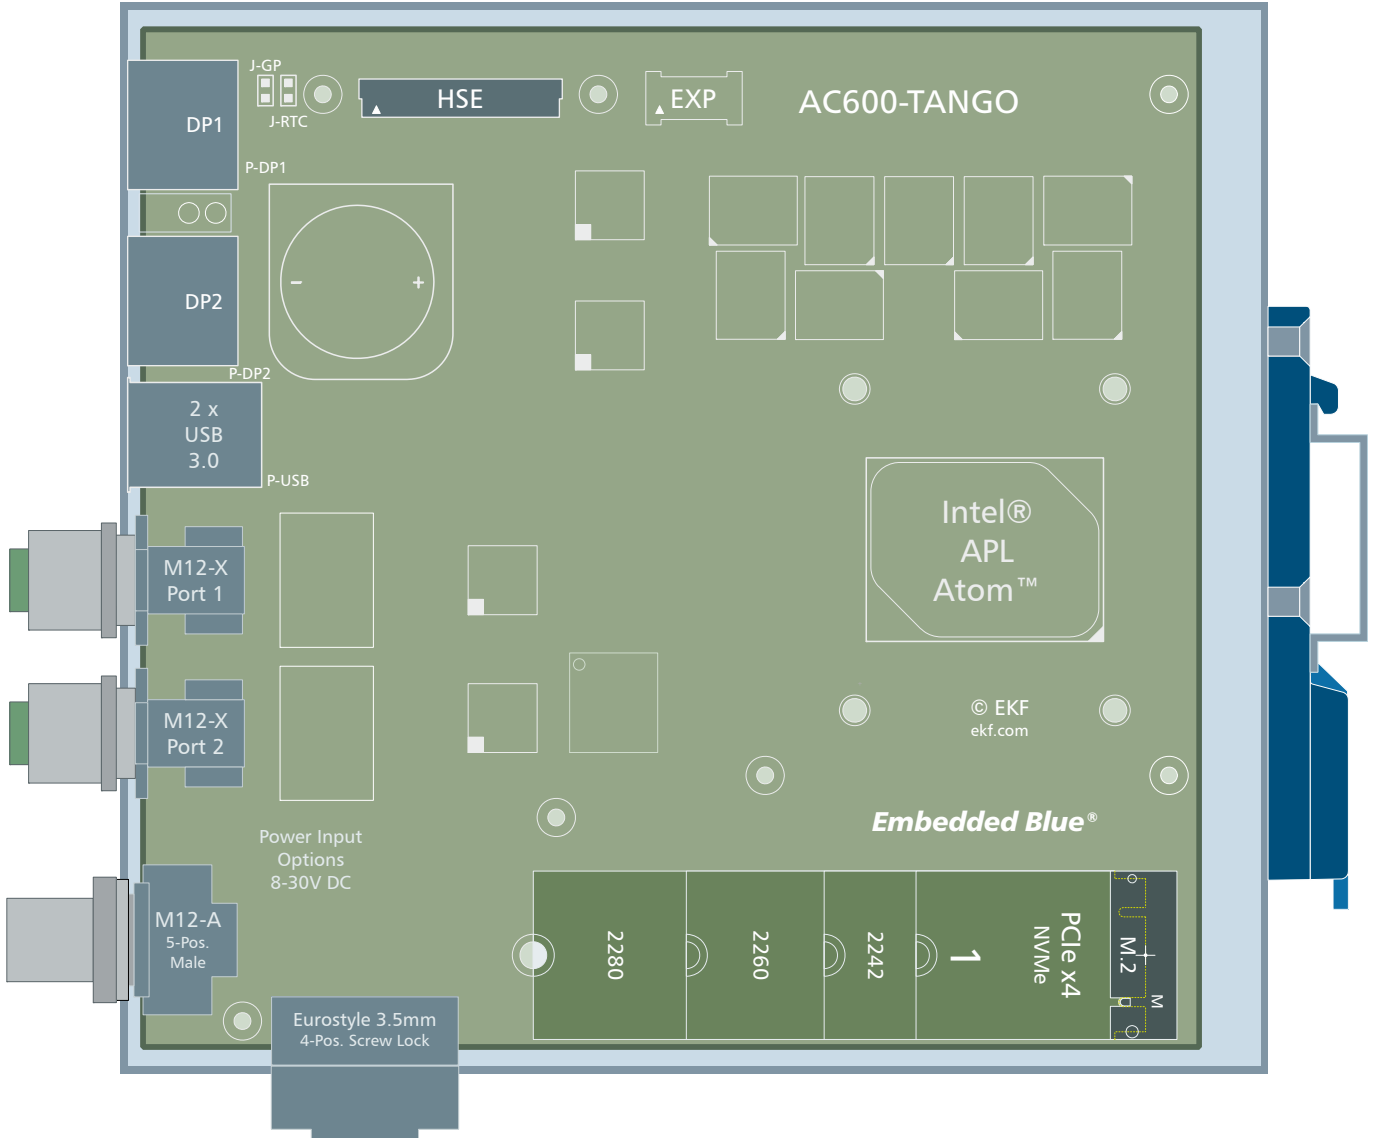 J-GP
J-RTC
HSE
EXP
AC600-TANGO
DP1
P-DP1
DP2
- +
P-DP2
2 x
USB
3.0
P-USB
Intel®
APL
Atom™
M12-X
Port 1
M12-X
Port 2
© EKF
ekf.com
Embedded Blue®
Power Input
Options
8-30V DC
M12-A
5-Pos.
Male
2280
2260
2242
1
PCIe x4
NVMe
M.2
M
Eurostyle 3.5mm
4-Pos. Screw Lock